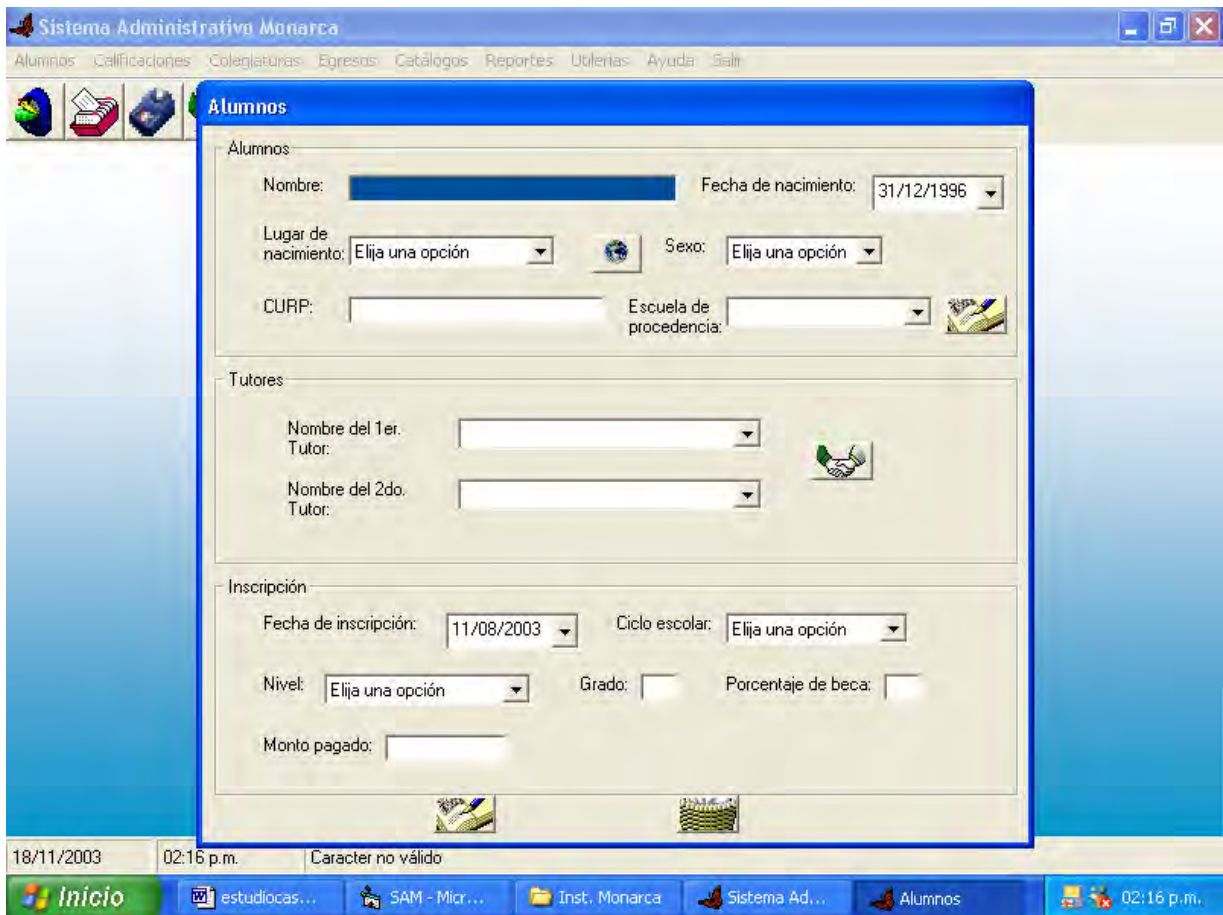 Sistema Administrativo Monarca
Alumnos Calificaciones Colegiaturas Egresos Catálogos Reportes Utilerías Ayuda Salir
Alumnos
Alumnos
Nombre:
Fecha de nacimiento: 31/12/1996
Lugar de
nacimiento: Elija una opción
Sexo: Elija una opción
CURP:
Escuela de
procedencia:
Tutores
Nombre del 1er.
Tutor:
Nombre del 2do.
Tutor:
Inscripción
Fecha de inscripción: 11/08/2003
Ciclo escolar: Elija una opción
Nivel: Elija una opción
Grado:
Porcentaje de beca:
Monto pagado:
18/11/2003 02:16 p.m. Caracter no válido
Inicio estudiocas... SAM - Micr... Inst. Monarca Sistema Ad... Alumnos 02:16 p.m.